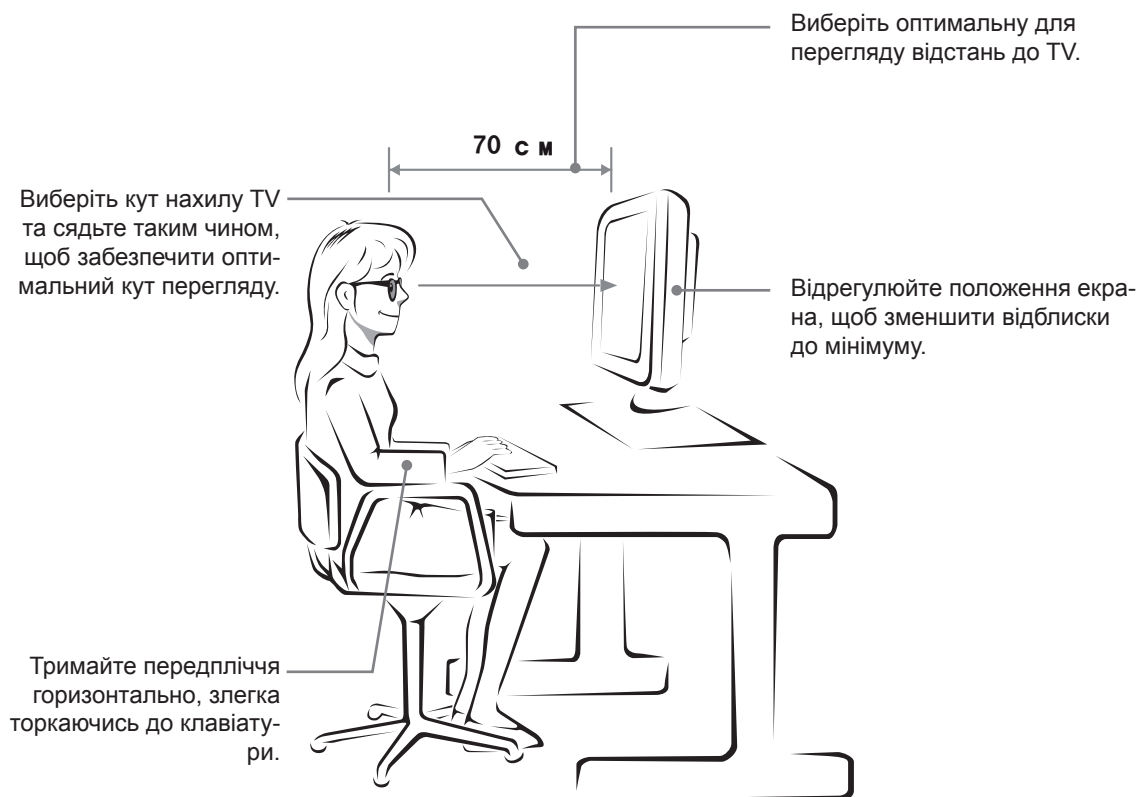 Виберіть оптимальну для
перегляду відстань до TV.
70 см
Виберіть кут нахилу TV
та сядьте таким чином,
щоб забезпечити опти-
мальний кут перегляду.
Відрегулюйте положення екра-
на, щоб зменшити відблиски
до мінімуму.
Тримайте передпліччя
горизонтально, злегка
торкаючись до клавіату-
ри.